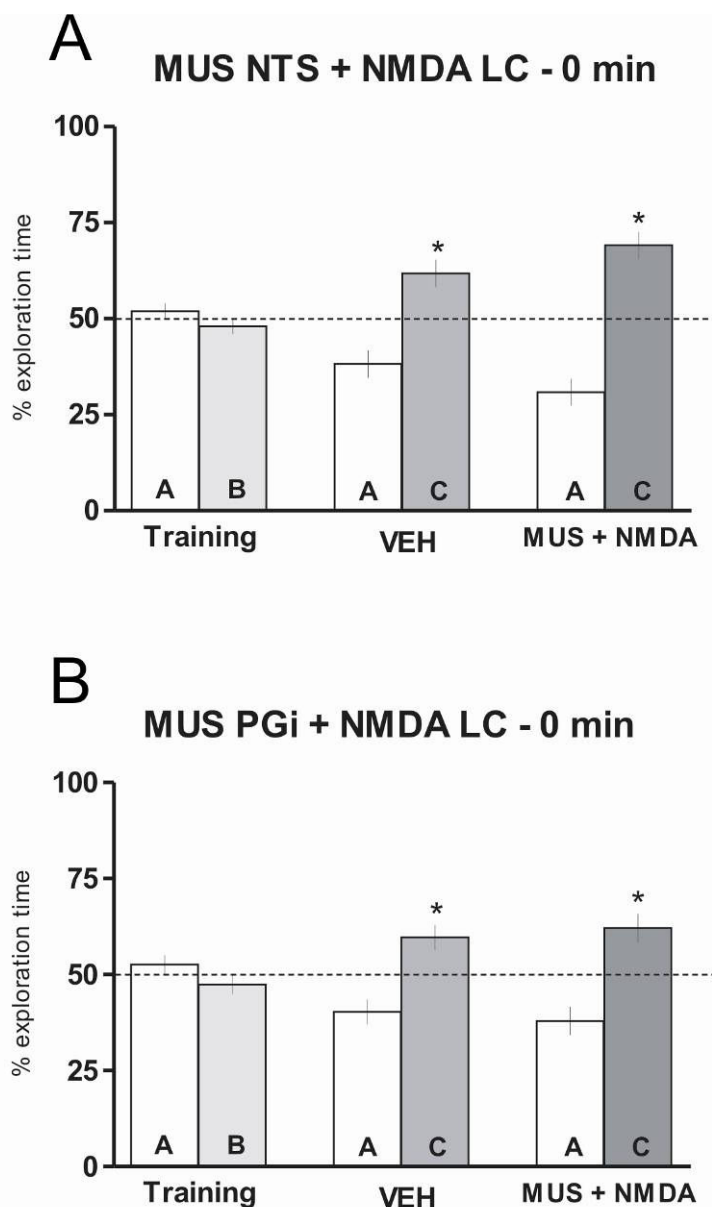 A
MUS NTS + NMDA LC - 0 min
100
75
50
25
0
% exploration time
* *
A B A C A C
Training VEH MUS + NMDA
B
MUS PGi + NMDA LC - 0 min
100
75
50
25
0
% exploration time
* *
A B A C A C
Training VEH MUS + NMDA